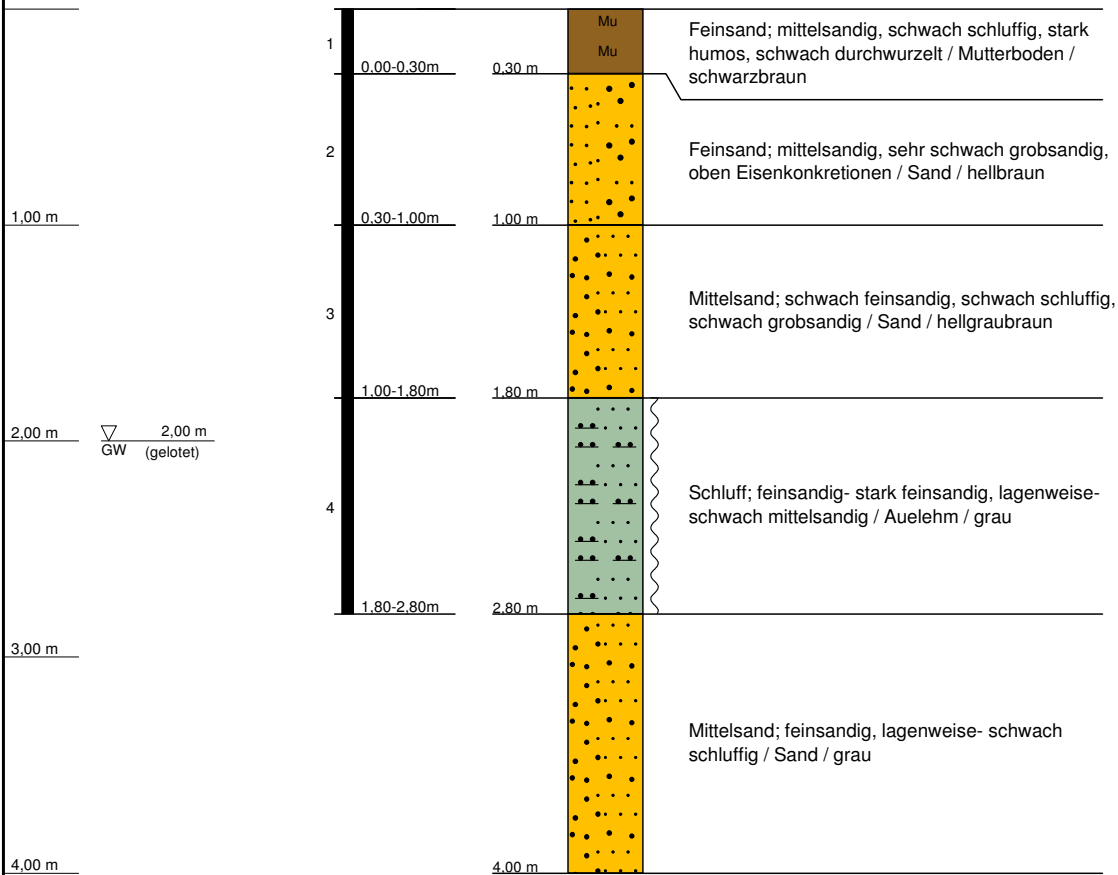 Mu
Mu
1
0,00-0,30m
0,30 m
Feinsand; mittelsandig, schwach schluffig, stark
humos, schwach durchwurzelt / Mutterboden /
schwarzbraun
2
Feinsand; mittelsandig, sehr schwach grobsandig,
oben Eisenkonkretionen / Sand / hellbraun
1,00 m
0,30-1,00m
1,00 m
3
Mittelsand; schwach feinsandig, schwach schluffig,
schwach grobsandig / Sand / hellgraubraun
1,00-1,80m
1,80 m
2,00 m
2,00 m
GW (gelotet)
4
Schluff; feinsandig- stark feinsandig, lagenweise-
schwach mittelsandig / Auelehm / grau
1,80-2,80m
2,80 m
3,00 m
Mittelsand; feinsandig, lagenweise- schwach
schluffig / Sand / grau
4,00 m
4,00 m